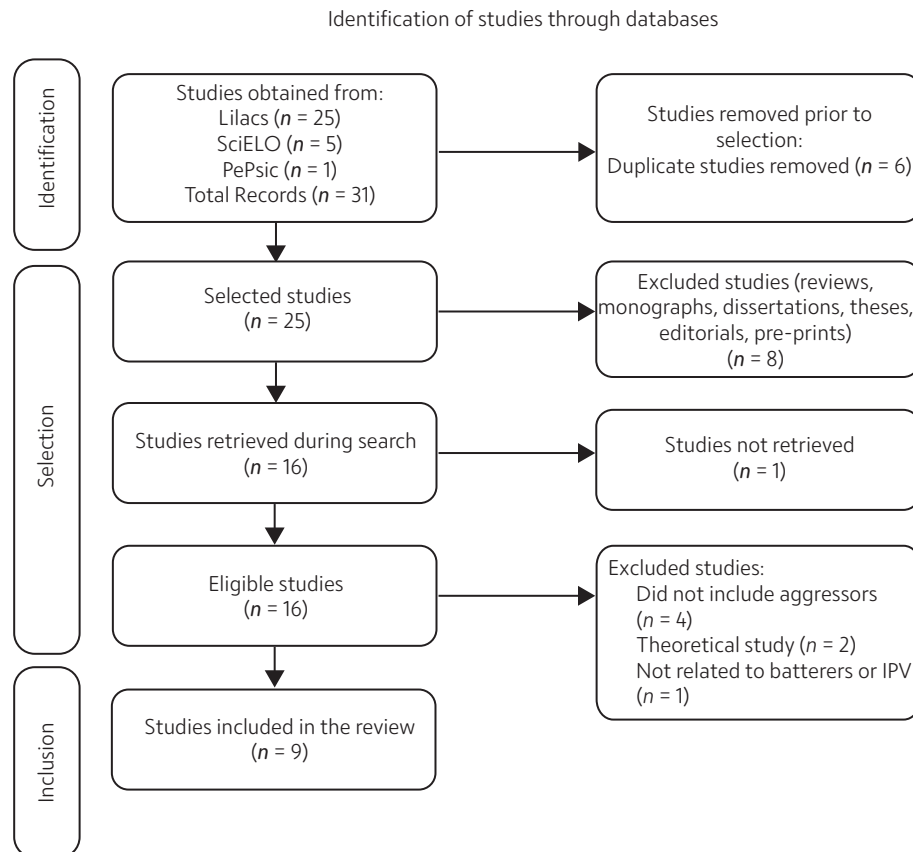 Identification of studies through databases
Identification
Studies obtained from:
Lilacs (n = 25)
SciELO (n = 5)
PePsic (n = 1)
Total Records (n = 31)
Studies removed prior to
selection:
Duplicate studies removed (n = 6)
Selection
Selected studies
(n = 25)
Excluded studies (reviews,
monographs, dissertations, theses,
editorials, pre-prints)
(n = 8)
Studies retrieved during search
(n = 16)
Studies not retrieved
(n = 1)
Eligible studies
(n = 16)
Excluded studies:
Did not include aggressors
(n = 4)
Theoretical study (n = 2)
Not related to batterers or IPV
(n = 1)
Inclusion
Studies included in the review
(n = 9)